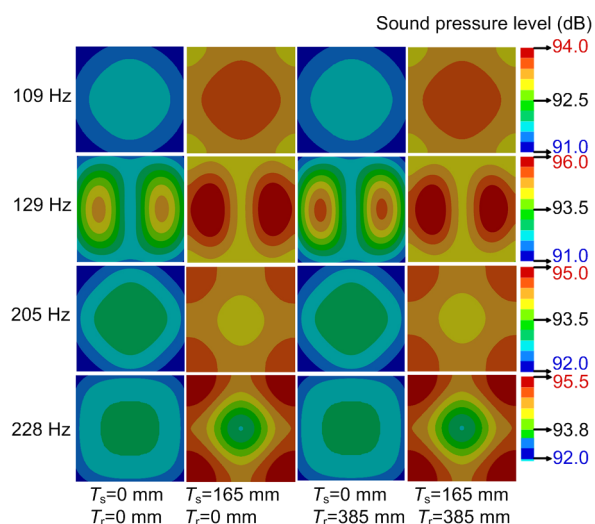 Sound pressure level (dB)
94.0
109 Hz
92.5
91.0
96.0
129 Hz
93.5
91.0
95.0
205 Hz
93.5
92.0
95.5
228 Hz
93.8
92.0
Ts=0 mm Ts=165 mm Ts=0 mm Ts=165 mm
Tr=0 mm Tr=0 mm Tr=385 mm Tr=385 mm